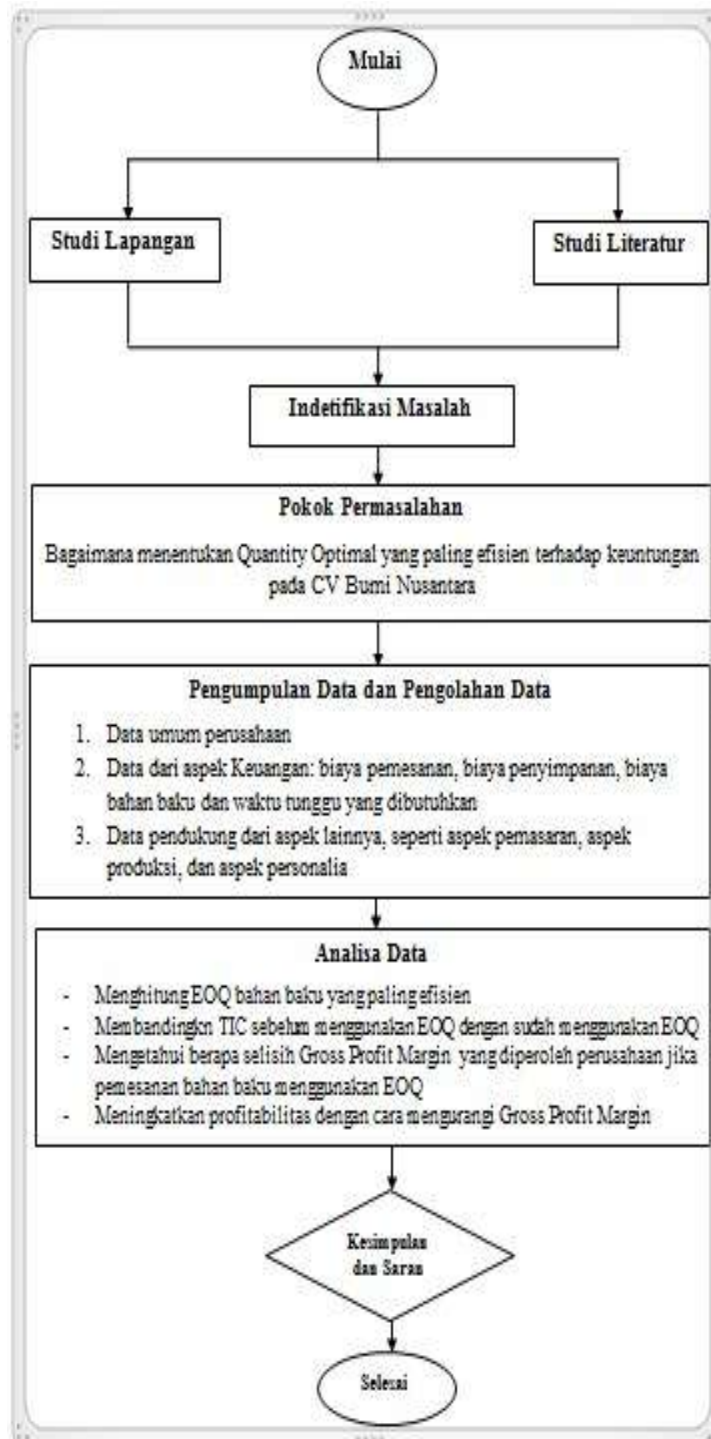 Mulai
Studi Lapangan
Studi Literatur
Indetifikasi Masalah
Pokok Permasalahan
Bagaimana menentukan Quantity Optimal yang paling efisien terhadap keuntungan
pada CV Bumi Nusantara
Pengumpulan Data dan Pengolahan Data
1. Data umum perusahaan
2. Data dari aspek Keuangan: biaya pemesanan, biaya penyimpanan, biaya
bahan baku dan waktu tunggu yang dibutuhkan
3. Data pendukung dari aspek lainnya, seperti aspek pemasaran, aspek
produksi, dan aspek personalia
Analisa Data
- Menghitung EOQ bahan baku yang paling efisien
- Membandingkn TIC sebelum menggunakan EOQ dengan sudah menggunakan EOQ
- Mengetahui berapa selisih Gross Profit Margin yang diperoleh perusahaan jika
pemesanan bahan baku menggunakan EOQ
- Meningkatkan profitabilitas dengan cara mengurangi Gross Profit Margin
Kesimpulan
dan Saran
Selesai